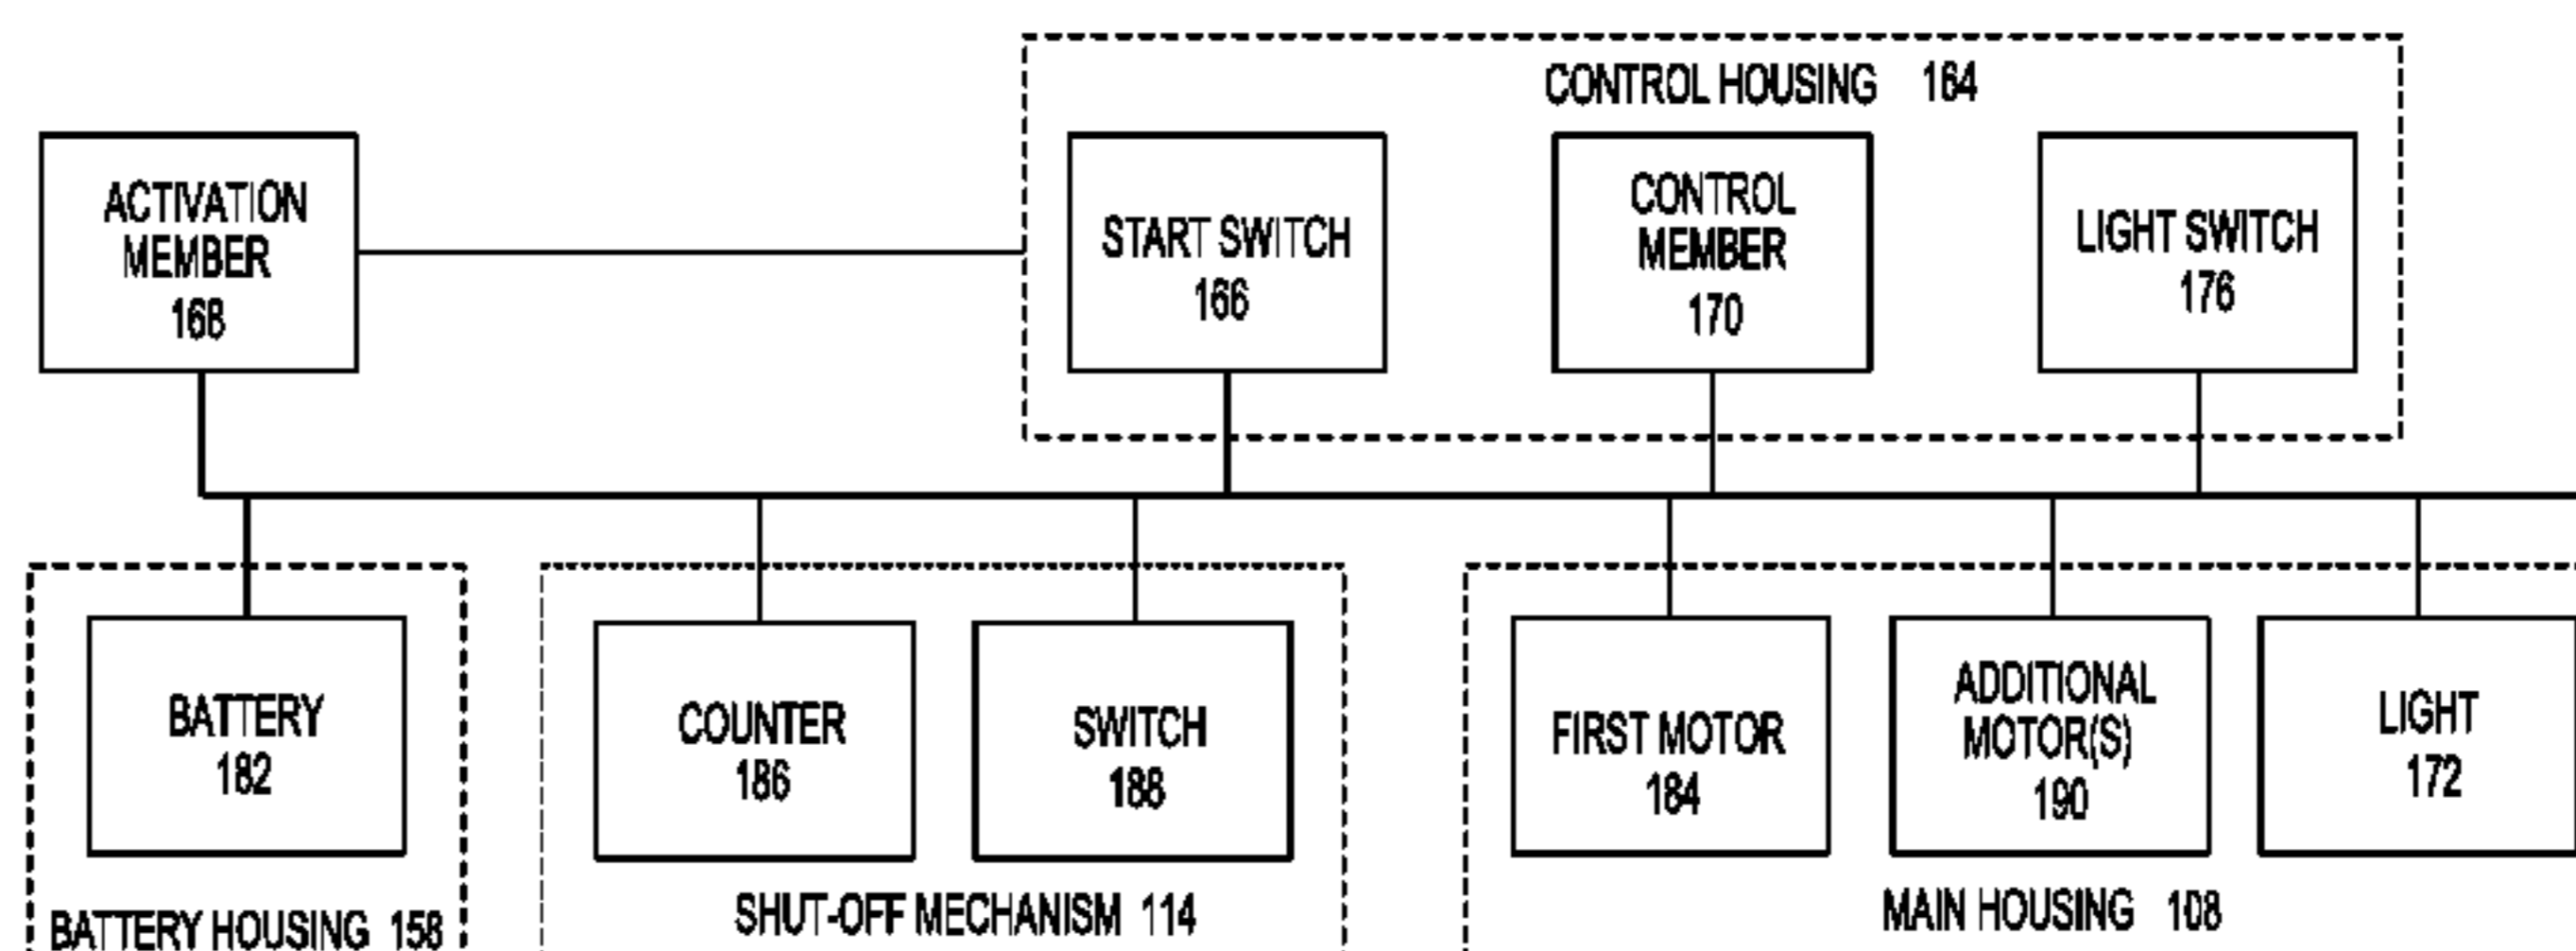 CONTROL HOUSING 164
ACTIVATION
MEMBER
168
START SWITCH
166
CONTROL
MEMBER
170
LIGHT SWITCH
176
BATTERY
182
BATTERY HOUSING 158
COUNTER
186
SWITCH
188
SHUT-OFF MECHANISM 114
FIRST MOTOR
184
ADDITIONAL
MOTOR(S)
190
LIGHT
172
MAIN HOUSING 108